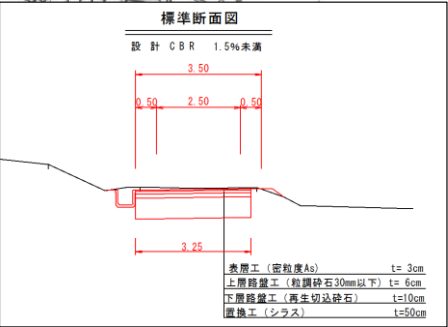 標準断面図
設 計 CBR 1.5%未満
3.50
0.50 2.50 0.50
3.25
表層工(密粒度As) t= 3cm
上層路盤工(粒調砕石30mm以下) t= 6cm
下層路盤工(再生切込砕石) t=10cm
置換工(シラス) t=50cm